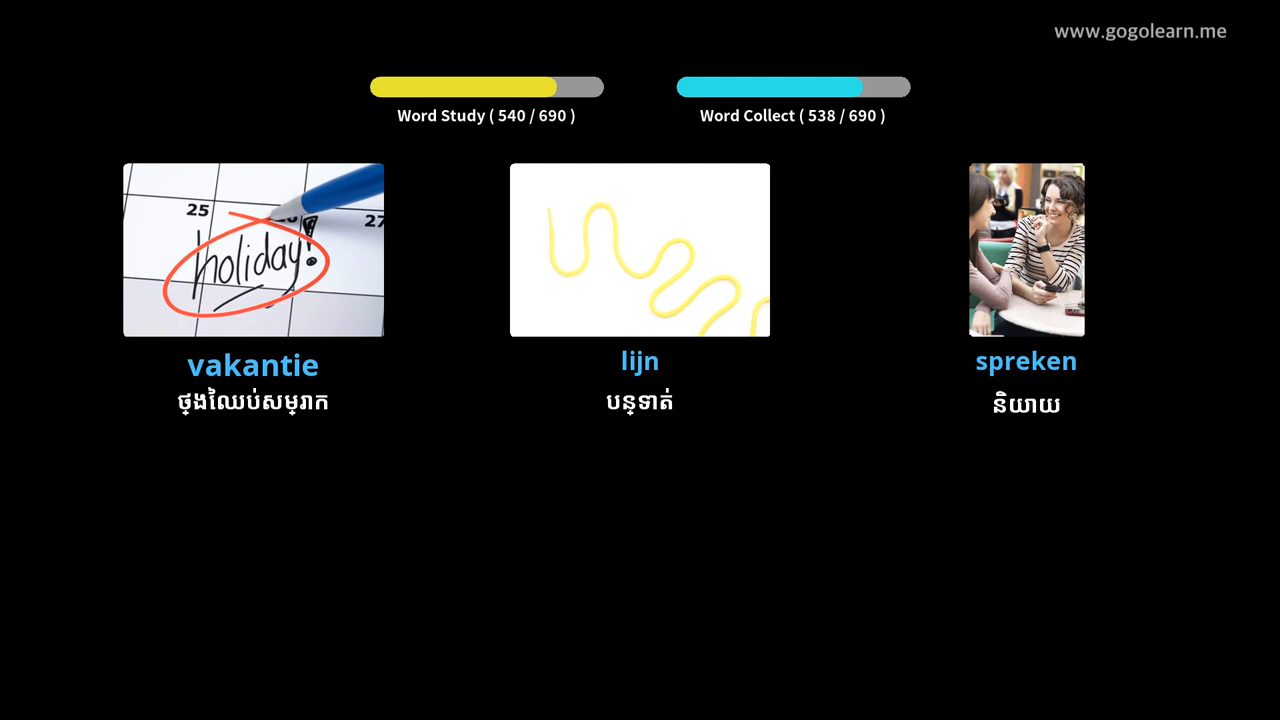 www.gogolearn.me
Word Study ( 540 / 690 )
Word Collect ( 538 / 690 )
25
27
holiday!
vakantie
lijn
spreken
ថ្ងៃឈប់សម្រាក
បន្ទាត់
និយាយ